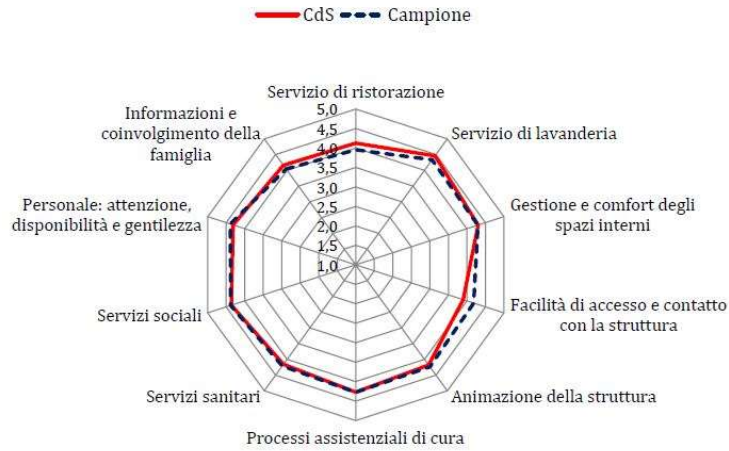 CdS Campione
Servizio di ristorazione
Informazioni e
coinvolgimento della
famiglia
Servizio di lavanderia
Personale: attenzione,
disponibilità e gentilezza
Gestione e comfort degli
spazi interni
Servizi sociali
Facilità di accesso e contatto
con la struttura
Servizi sanitari
Animazione della struttura
Processi assistenziali di cura
5,0
4,5
4,0
3,5
3,0
2,5
2,0
1,5
1,0